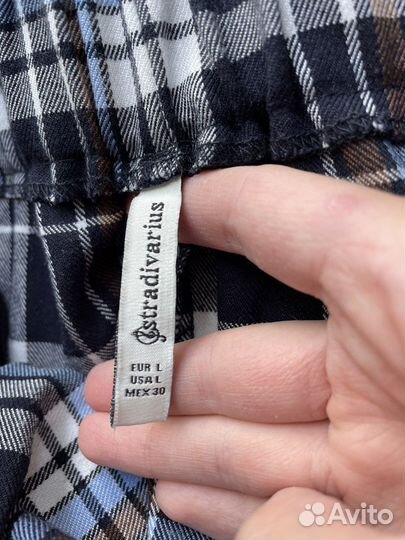 stradivarius
EUR L
USA L
MEX 30
Avito